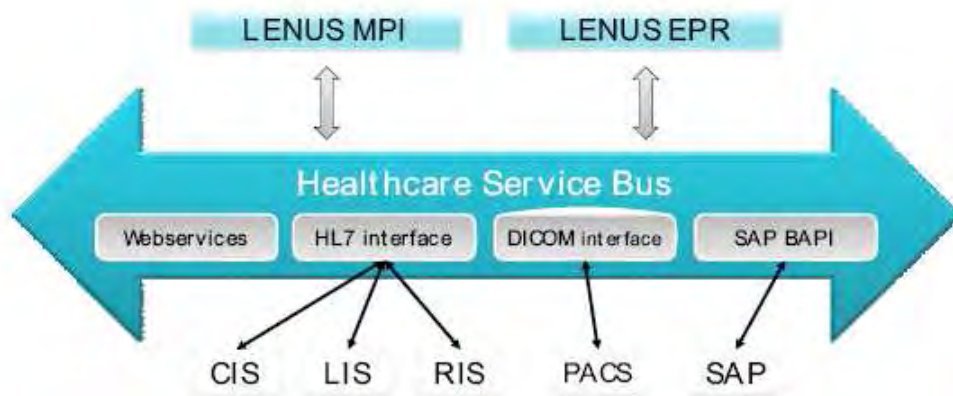 LENUS MPI LENUS EPR
Healthcare Service Bus
Webservices HL7 interface DICOM interface SAP BAPI
CIS LIS RIS PACS SAP